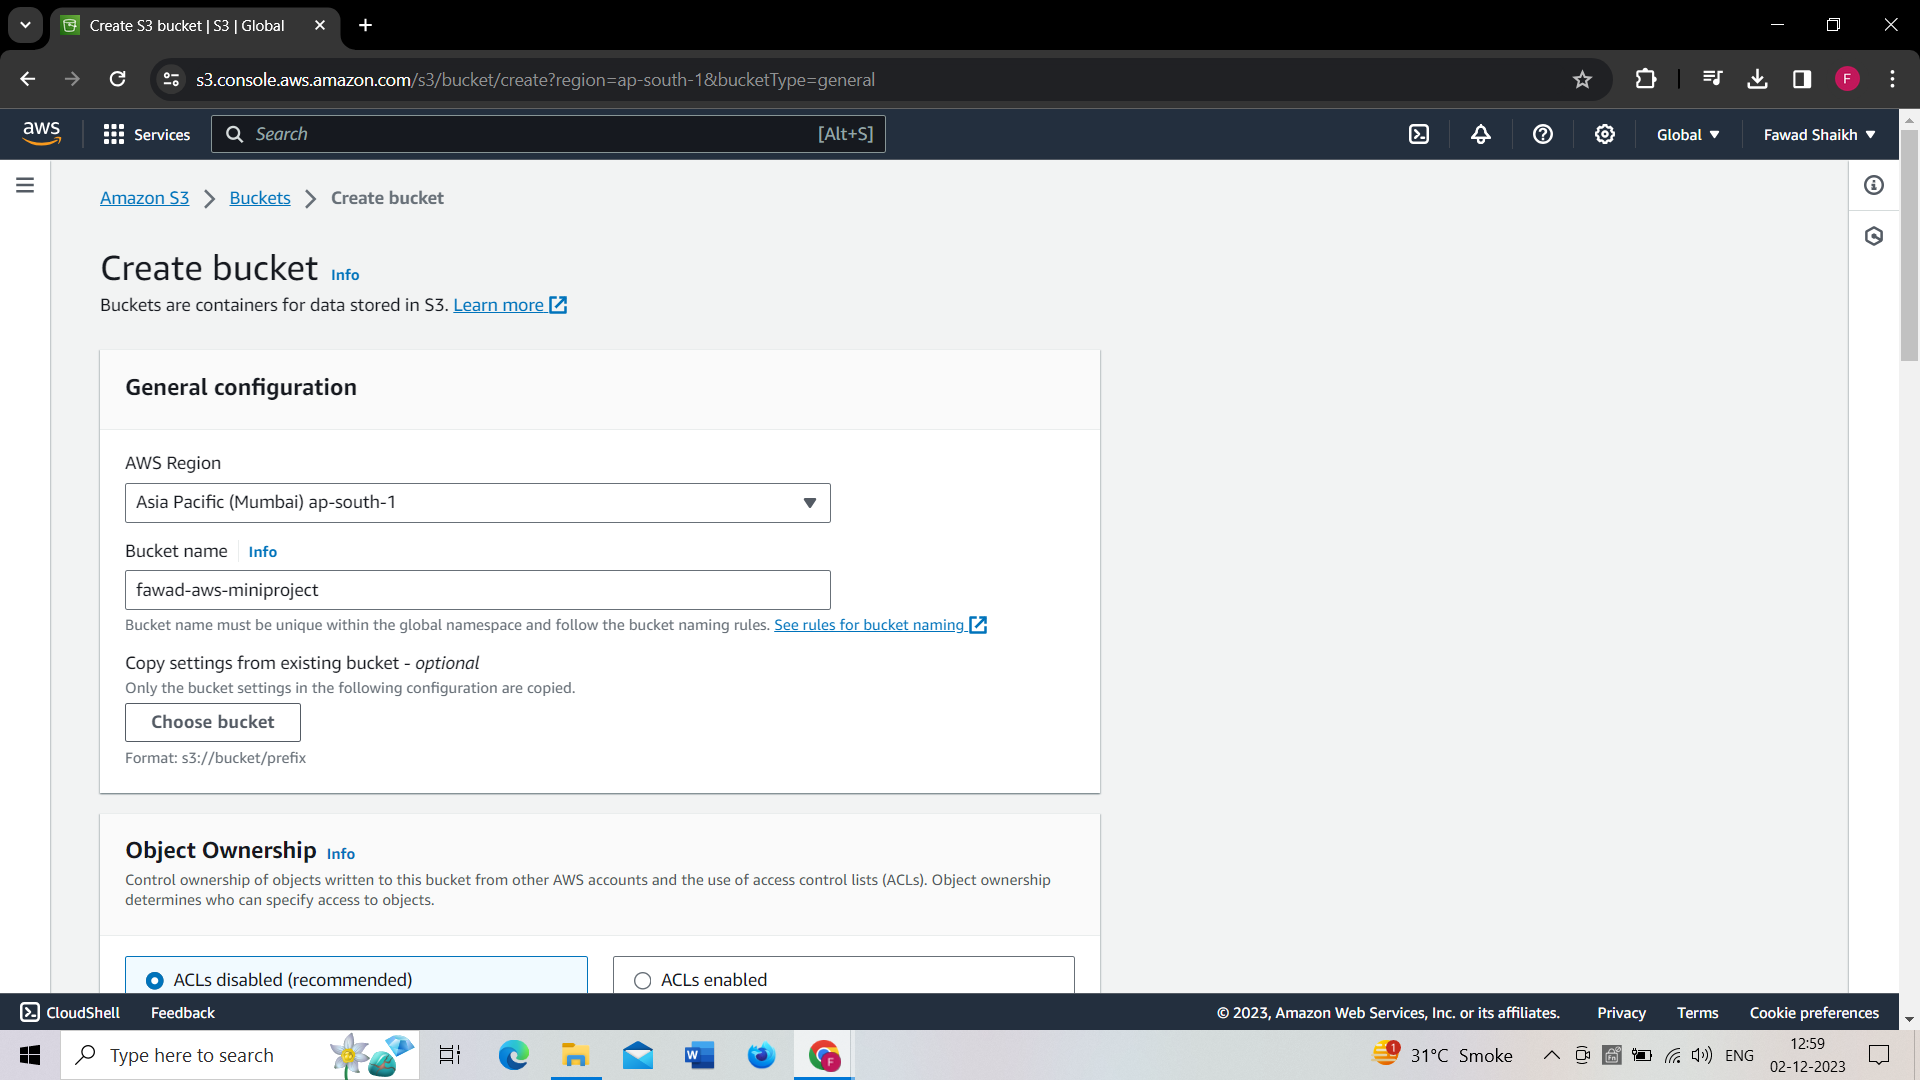 Create S3 bucket | S3 | Global
s3.console.aws.amazon.com/s3/bucket/create?region=ap-south-1&bucketType=general
F
aws
Services
Search
[Alt+S]
Global
Fawad Shaikh
Amazon S3
Buckets
Create bucket
Create bucket Info
Buckets are containers for data stored in S3. Learn more
General configuration
AWS Region
Asia Pacific (Mumbai) ap-south-1
Bucket name Info
fawad-aws-miniproject
Bucket name must be unique within the global namespace and follow the bucket naming rules. See rules for bucket naming
Copy settings from existing bucket - optional
Only the bucket settings in the following configuration are copied.
Choose bucket
Format: s3://bucket/prefix
Object Ownership Info
Control ownership of objects written to this bucket from other AWS accounts and the use of access control lists (ACLs). Object ownership
determines who can specify access to objects.
ACLs disabled (recommended)
ACLs enabled
CloudShell
Feedback
© 2023, Amazon Web Services, Inc. or its affiliates.
Privacy
Terms
Cookie preferences
Type here to search
W
F
1
31°C Smoke
ENG
12:59
02-12-2023